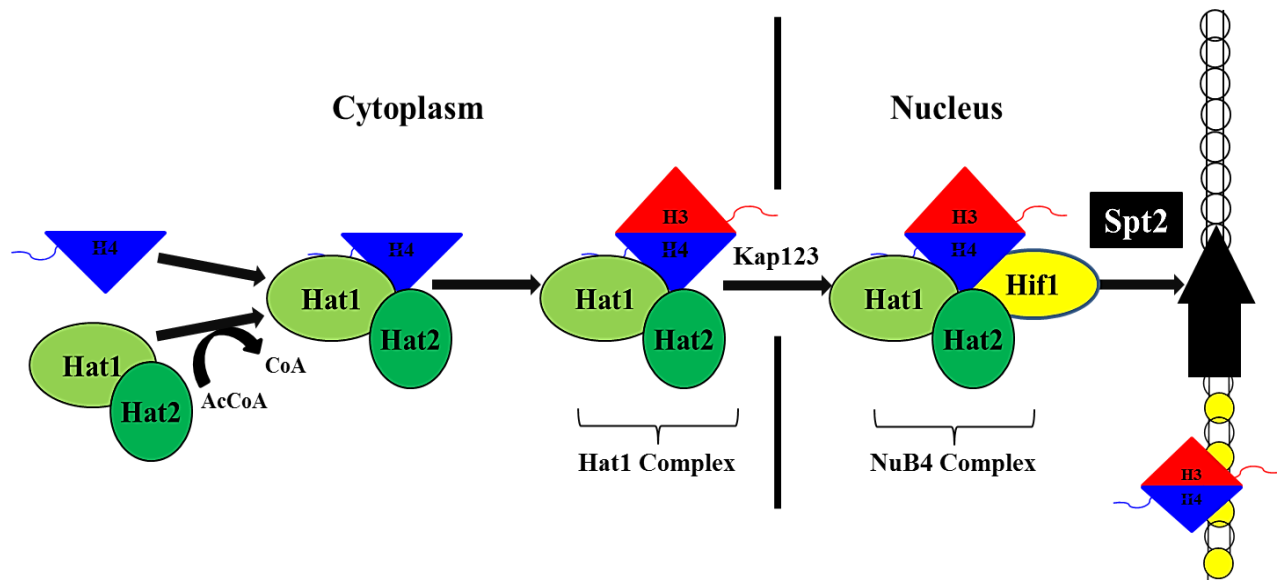 Cytoplasm
Nucleus
H3
H3
Spt2
H4
H4
H4
H4
Kap123
Hat1
Hat1
Hat1
Hif1
Hat2
Hat2
Hat2
Hat1
CoA
AcCoA
Hat2
Hat1 Complex
NuB4 Complex
H3
H4